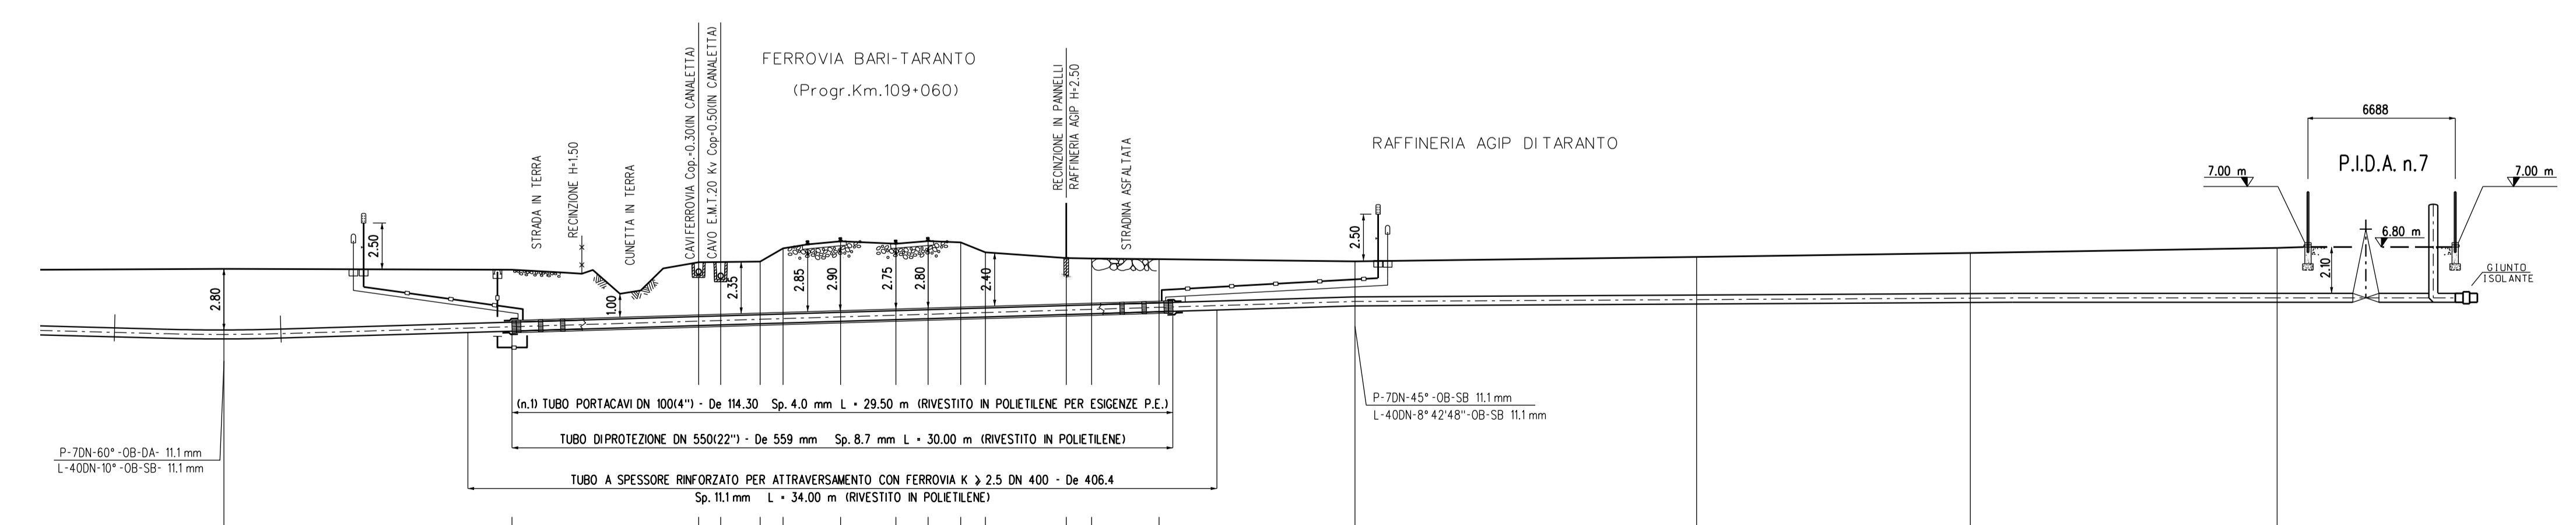 FERROVIA BARI-TARANTO
(Progr.Km.109+060)
RAFFINERIA AGIP DI TARANTO
6688
P.I.D.A. n.7
7.00 m
7.00 m
6.80 m
2.10
GIUNTO
ISOLANTE
2.50
2.80
STRADA IN TERRA
RECINZIONE H=1.50
CUNETTA IN TERRA
1.00
CAVI FERROVIA Cop.=0.30(IN CANALETTA)
CAVO E.M.T.20 Kv Cop=0.50(IN CANALETTA)
2.35
2.85
2.90
2.75
2.80
2.40
RECINZIONE IN PANNELLI
RAFFINERIA AGIP H=2.50
STRADINA ASFALTATA
2.50
(n.1) TUBO PORTACAVI DN 100(4") - De 114.30 Sp. 4.0 mm L = 29.50 m (RIVESTITO IN POLIETILENE PER ESIGENZE P.E.)
TUBO DI PROTEZIONE DN 550(22") - De 559 mm Sp. 8.7 mm L = 30.00 m (RIVESTITO IN POLIETILENE)
TUBO A SPESSORE RINFORZATO PER ATTRAVERSAMENTO CON FERROVIA K ≥ 2.5 DN 400 - De 406.4
Sp. 11.1 mm L = 34.00 m (RIVESTITO IN POLIETILENE)
P-7DN-60°-OB-DA- 11.1 mm
L-40DN-10°-OB-SB- 11.1 mm
P-7DN-45°-OB-SB 11.1 mm
L-40DN-8°42'48"-OB-SB 11.1 mm